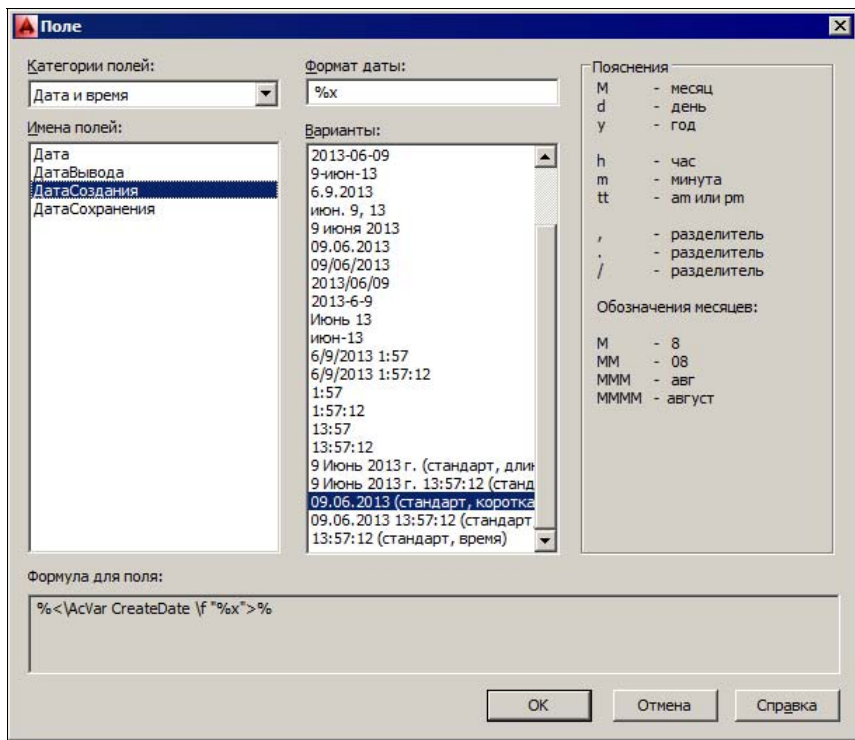 Поле
Категории полей:
Дата и время
Имена полей:
Дата
ДатаВывода
ДатаСоздания
ДатаСохранения
Формат даты:
%x
Варианты:
2013-06-09
9-июн-13
6.9.2013
июн. 9, 13
9 июня 2013
09.06.2013
09/06/2013
2013/06/09
2013-6-9
Июнь 13
июн-13
6/9/2013 1:57
6/9/2013 1:57:12
1:57
1:57:12
13:57
13:57:12
9 Июнь 2013 г. (стандарт, длин
9 Июнь 2013 г. 13:57:12 (станд
09.06.2013 (стандарт, коротка
09.06.2013 13:57:12 (стандарт,
13:57:12 (стандарт, время)
Пояснения
M - месяц
d - день
y - год
h - час
m - минута
tt - am или pm
, - разделитель
. - разделитель
/ - разделитель
Обозначения месяцев:
M - 8
MM - 08
MMM - авг
MMMM - август
Формула для поля:
%<\AcVar CreateDate \f "%x">%
OK
Отмена
Справка